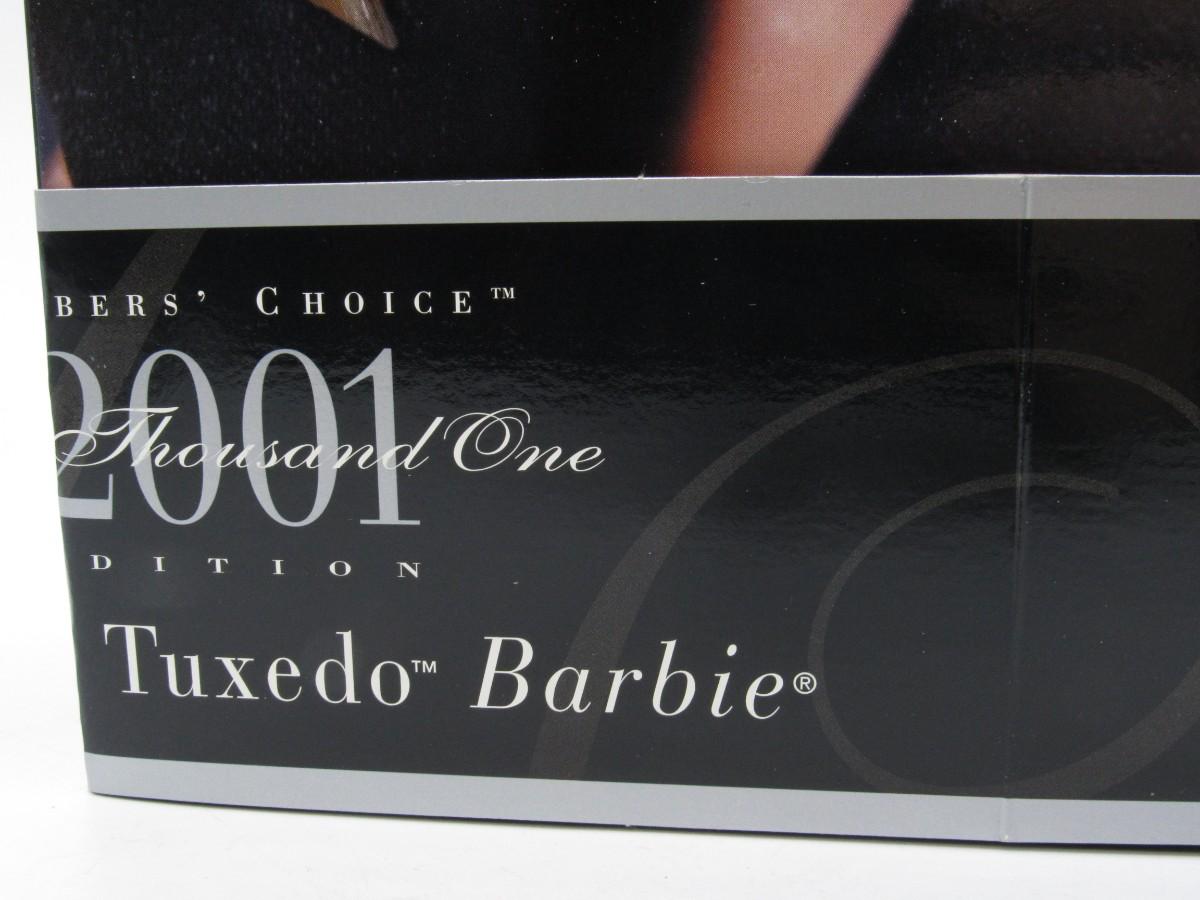 BERS' CHOICE™
2001
Thousand One
DITION
Tuxedo™ Barbie®